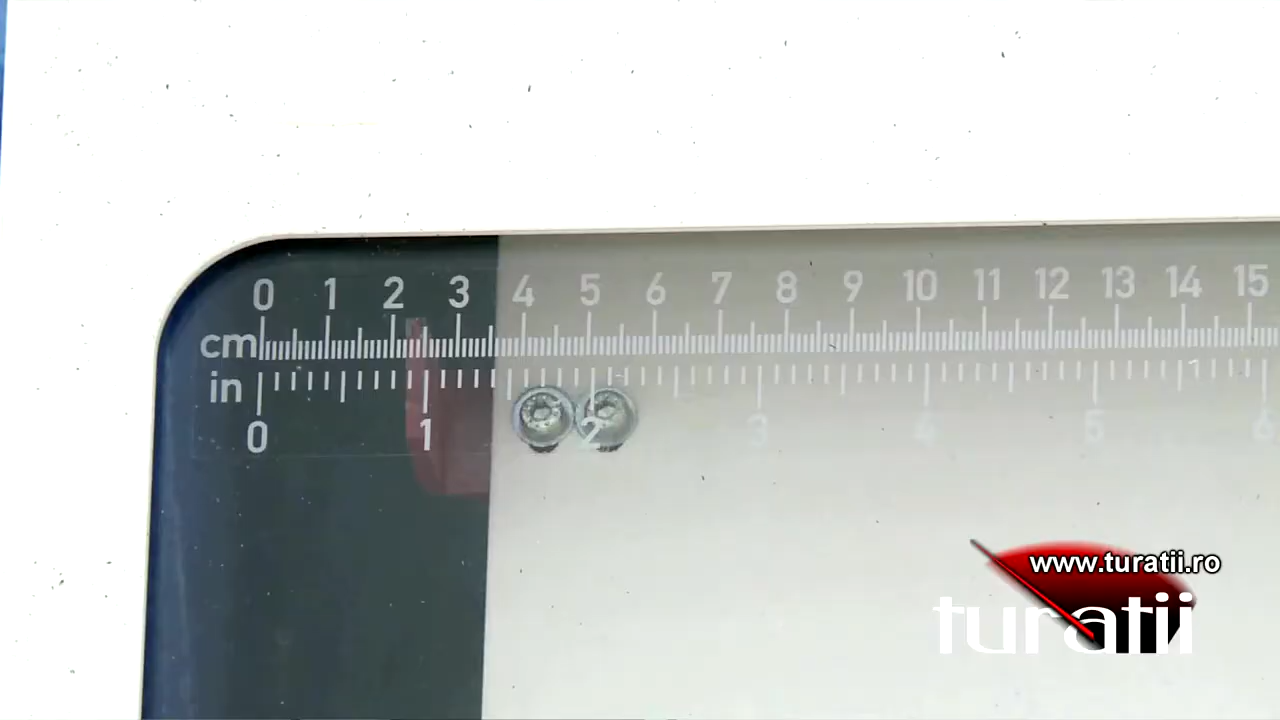 0 1 2 3 4 5 6 7 8 9 10 11 12 13 14 15
cm
in
0 1 2 3 4 5 6
www.turatii.ro
turatii